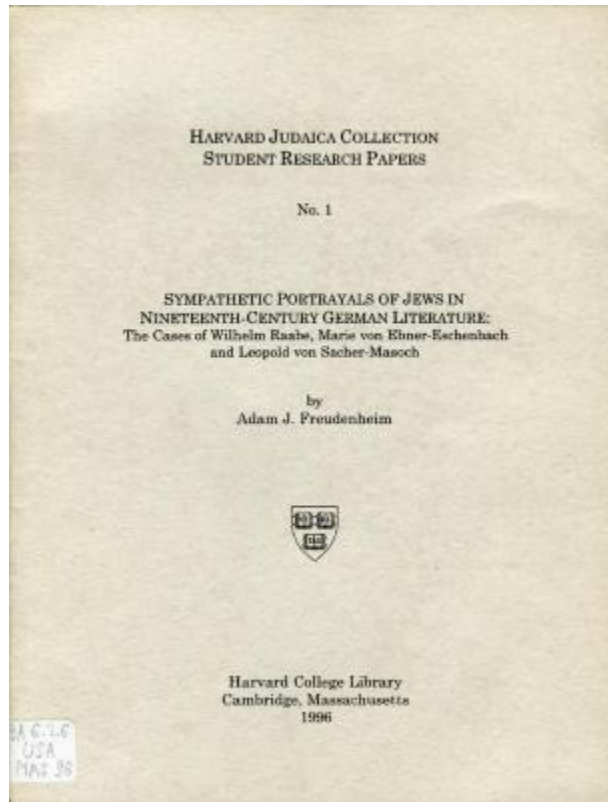 HARVARD JUDAICA COLLECTION
STUDENT RESEARCH PAPERS
No. 1
SYMPATHETIC PORTRAYALS OF JEWS IN
NINETEENTH-CENTURY GERMAN LITERATURE:
The Cases of Wilhelm Raabe, Marie von Ebner-Eschenbach
and Leopold von Sacher-Masoch
by
Adam J. Freudenheim
Harvard College Library
Cambridge, Massachusetts
1996
USA